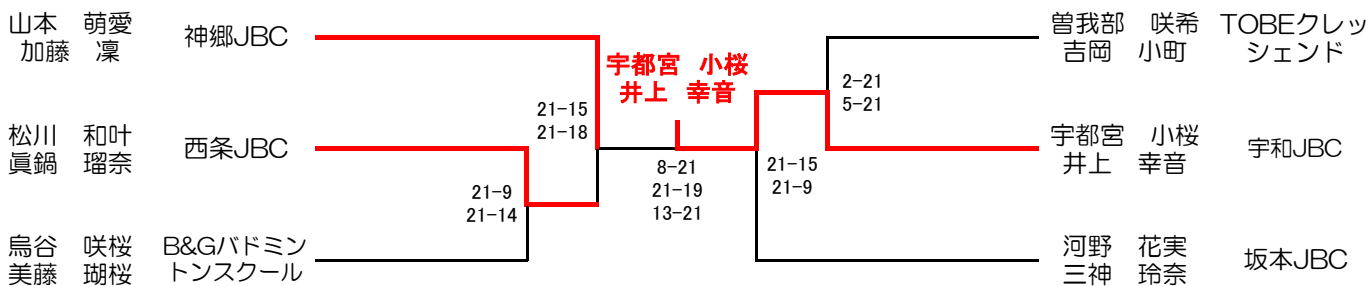 山本　萌愛
加藤　凜
神郷JBC
松川　和叶
眞鍋　瑠奈
西条JBC
鳥谷　咲桜
美藤　瑚桜
B&Gバドミン
トンスクール
21-15
21-18
21-9
21-14
宇都宮　小桜
井上　幸音
8-21
21-19
13-21
2-21
5-21
21-15
21-9
曽我部　咲希
吉岡　小町
TOBEクレッ
シェンド
宇都宮　小桜
井上　幸音
宇和JBC
河野　花実
三神　玲奈
坂本JBC